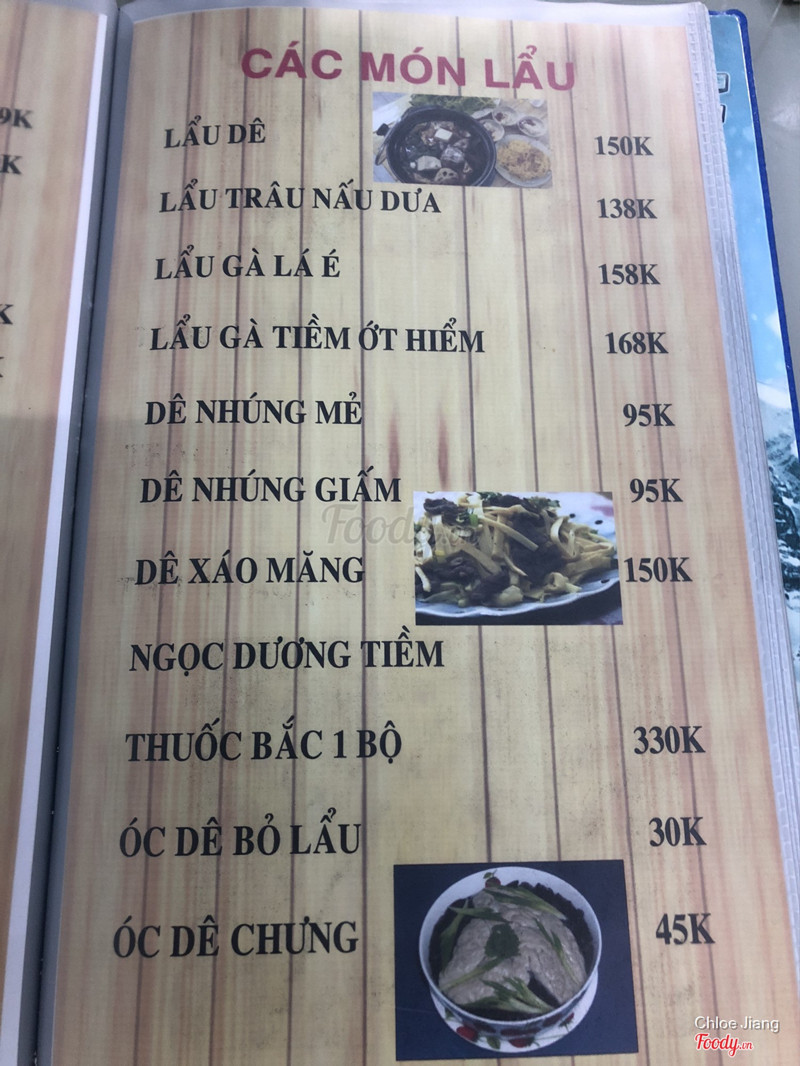 CÁC MÓN LẨU
LẨU DÊ 150K
LẨU TRÂU NẤU DƯA 138K
LẨU GÀ LÁ É 158K
LẨU GÀ TIỀM ỚT HIỂM 168K
DÊ NHÚNG MẺ 95K
DÊ NHÚNG GIẤM 95K
DÊ XÁO MĂNG 150K
NGỌC DƯƠNG TIỀM
THUỐC BẮC 1 BỘ 330K
ÓC DÊ BỎ LẨU 30K
ÓC DÊ CHƯNG 45K
Chloe Jiang
Foody.vn